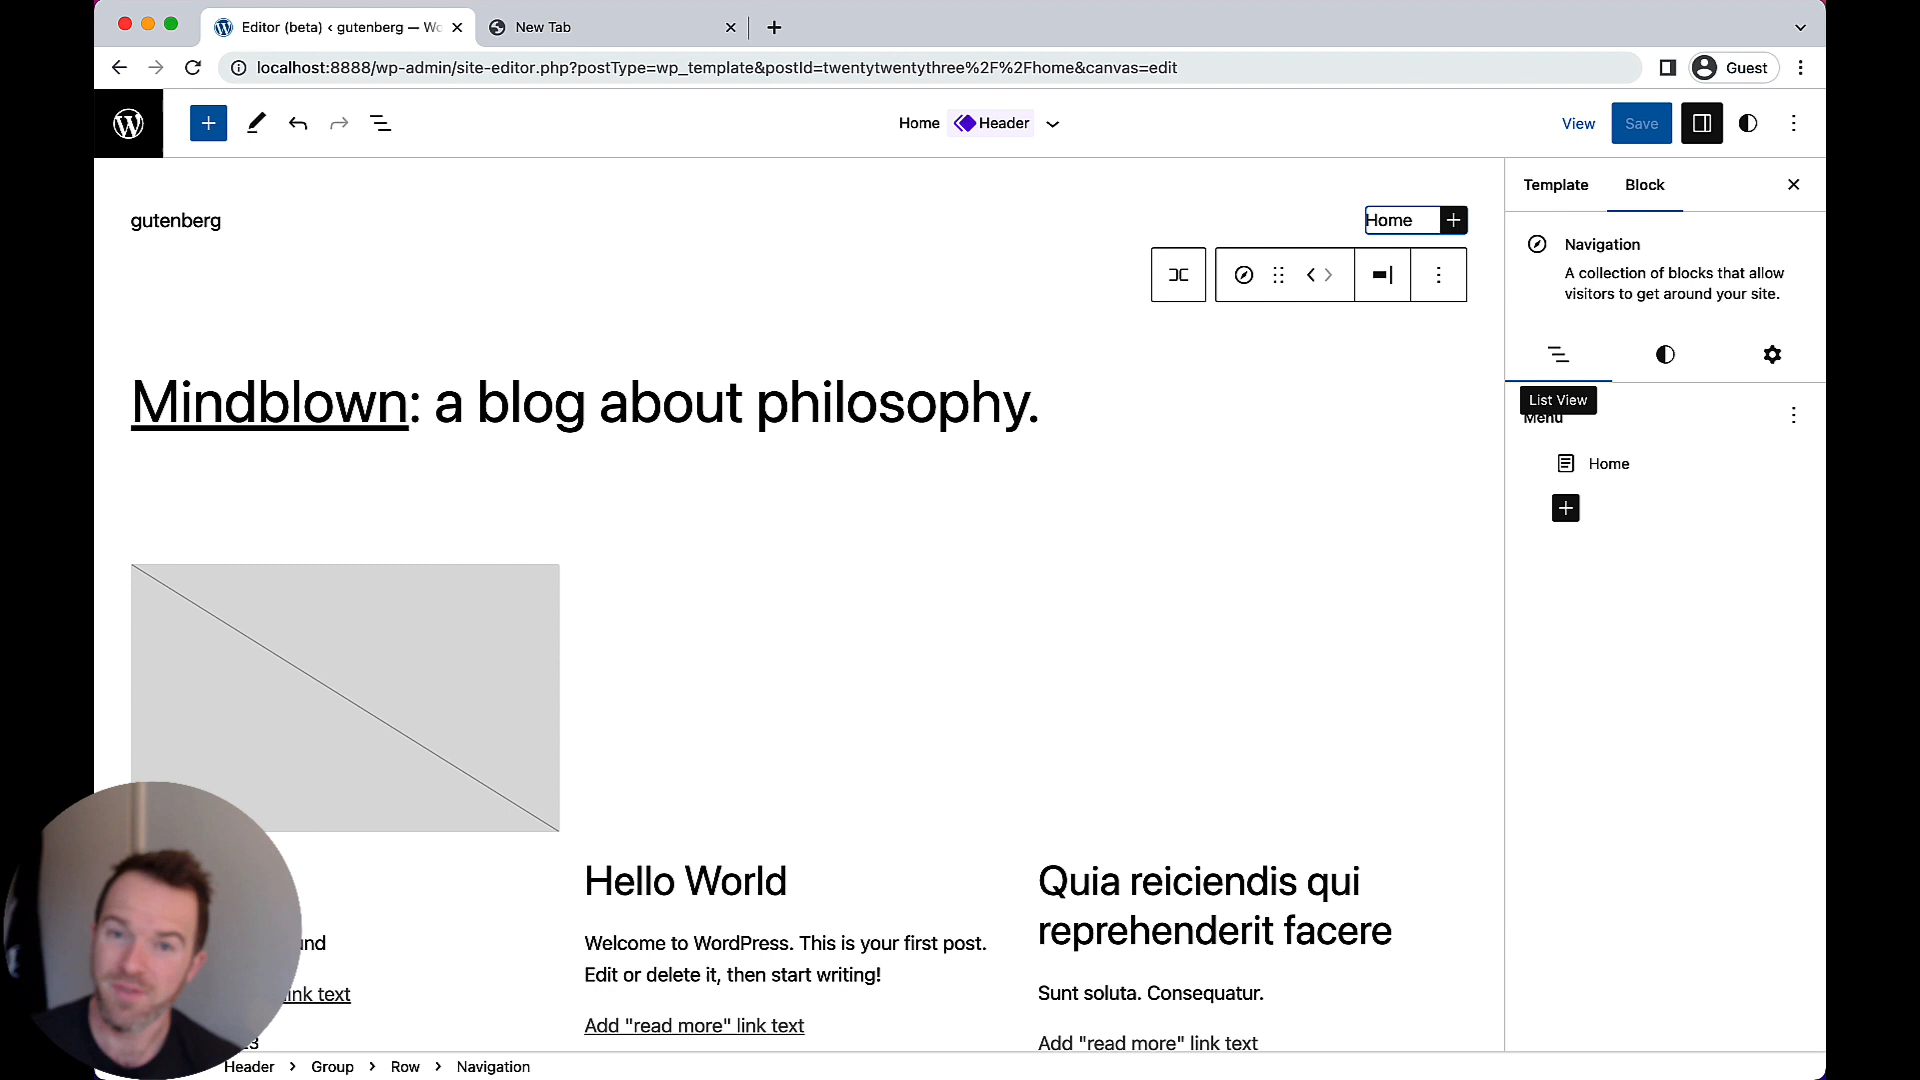 Editor (beta) ‹ gutenberg — Wo
New Tab
localhost:8888/wp-admin/site-editor.php?postType=wp_template&postId=twentytwentythree%2F%2Fhome&canvas=edit
Guest
Home Header
View
Save
Template
Block
gutenberg
Home
Navigation
A collection of blocks that allow
visitors to get around your site.
List View
Menu
Home
Mindblown: a blog about philosophy.
Hello World
Welcome to WordPress. This is your first post.
Edit or delete it, then start writing!
Add "read more" link text
Quia reiciendis qui
reprehenderit facere
Sunt soluta. Consequatur.
Add "read more" link text
link text
Header > Group > Row > Navigation